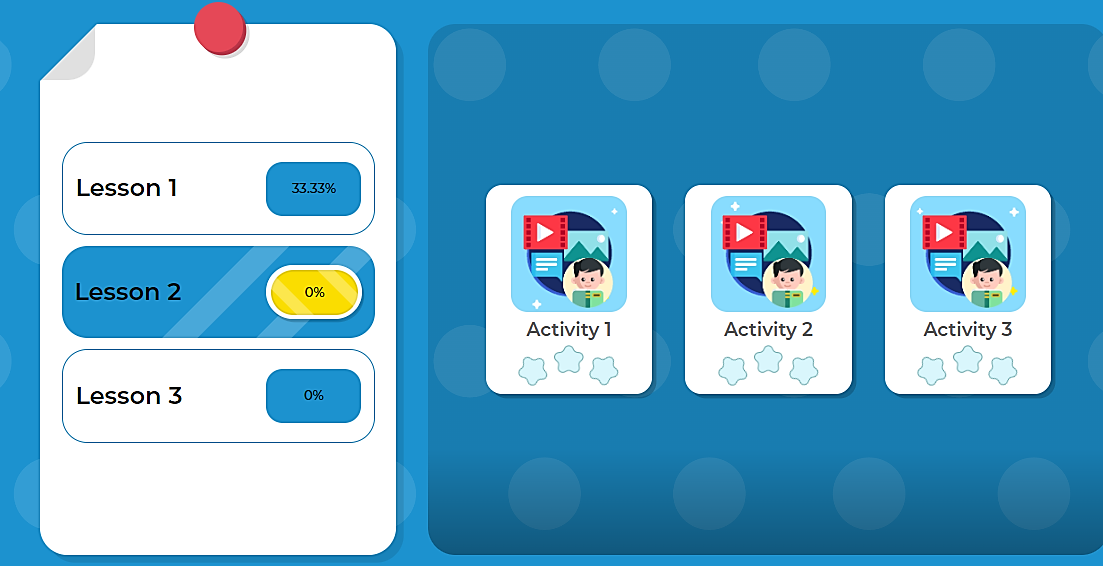 Lesson 1
33.33%
Lesson 2
0%
Lesson 3
0%
Activity 1
Activity 2
Activity 3